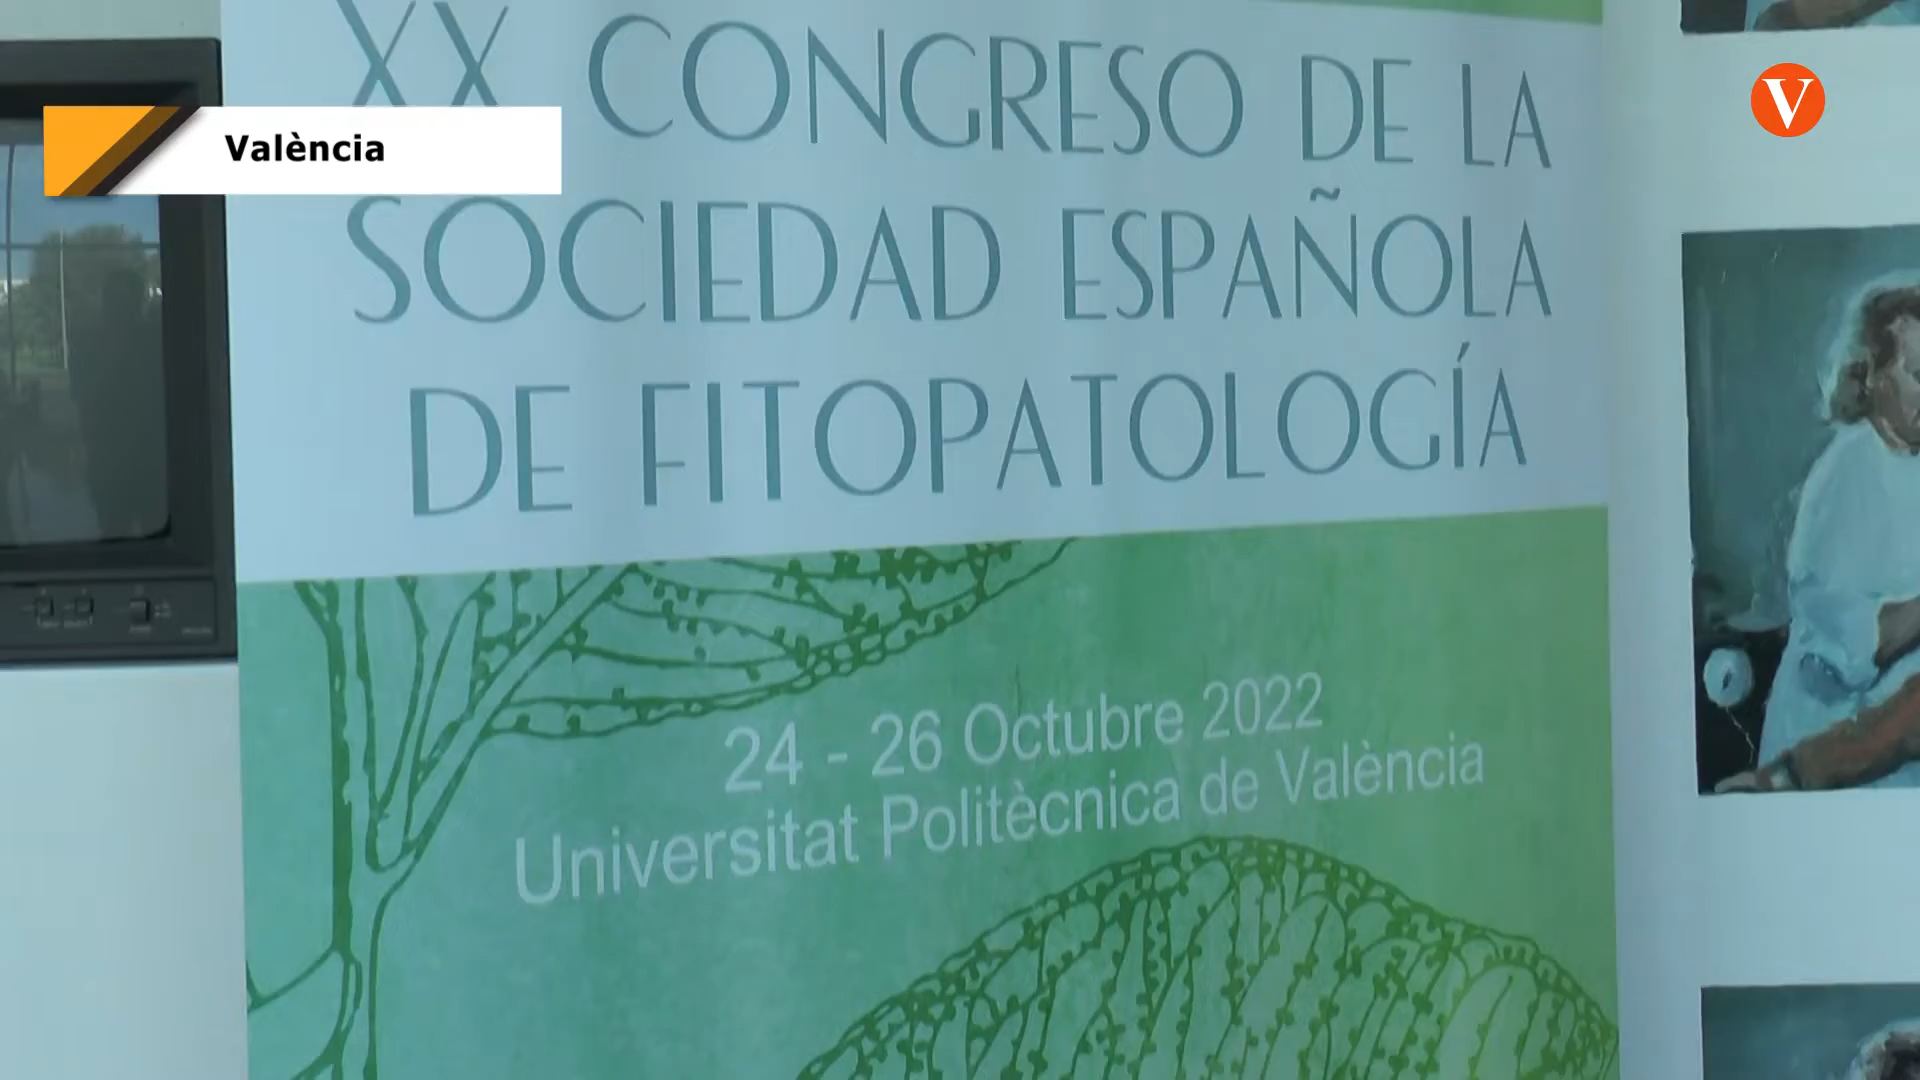 XX CONGRESO DE LA
València
V
SOCIEDAD ESPAÑOLA
DE FITOPATOLOGÍA
24 - 26 Octubre 2022
Universitat Politècnica de València